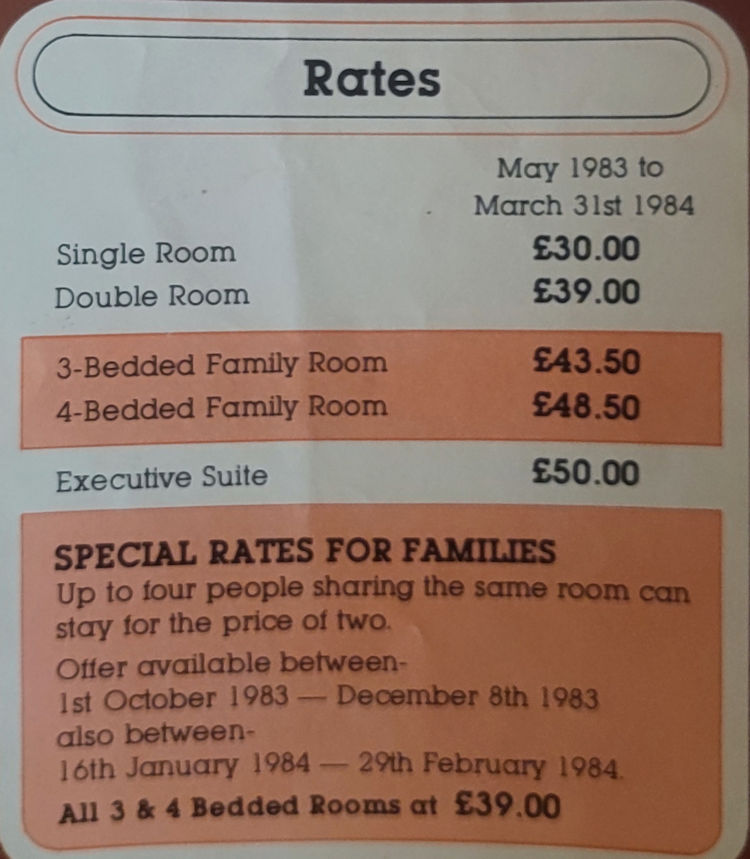 Rates
May 1983 to
March 31st 1984
Single Room £30.00
Double Room £39.00
3-Bedded Family Room £43.50
4-Bedded Family Room £48.50
Executive Suite £50.00
SPECIAL RATES FOR FAMILIES
Up to four people sharing the same room can
stay for the price of two.
Offer available between-
1st October 1983 — December 8th 1983
also between-
16th January 1984 — 29th February 1984.
All 3 & 4 Bedded Rooms at £39.00